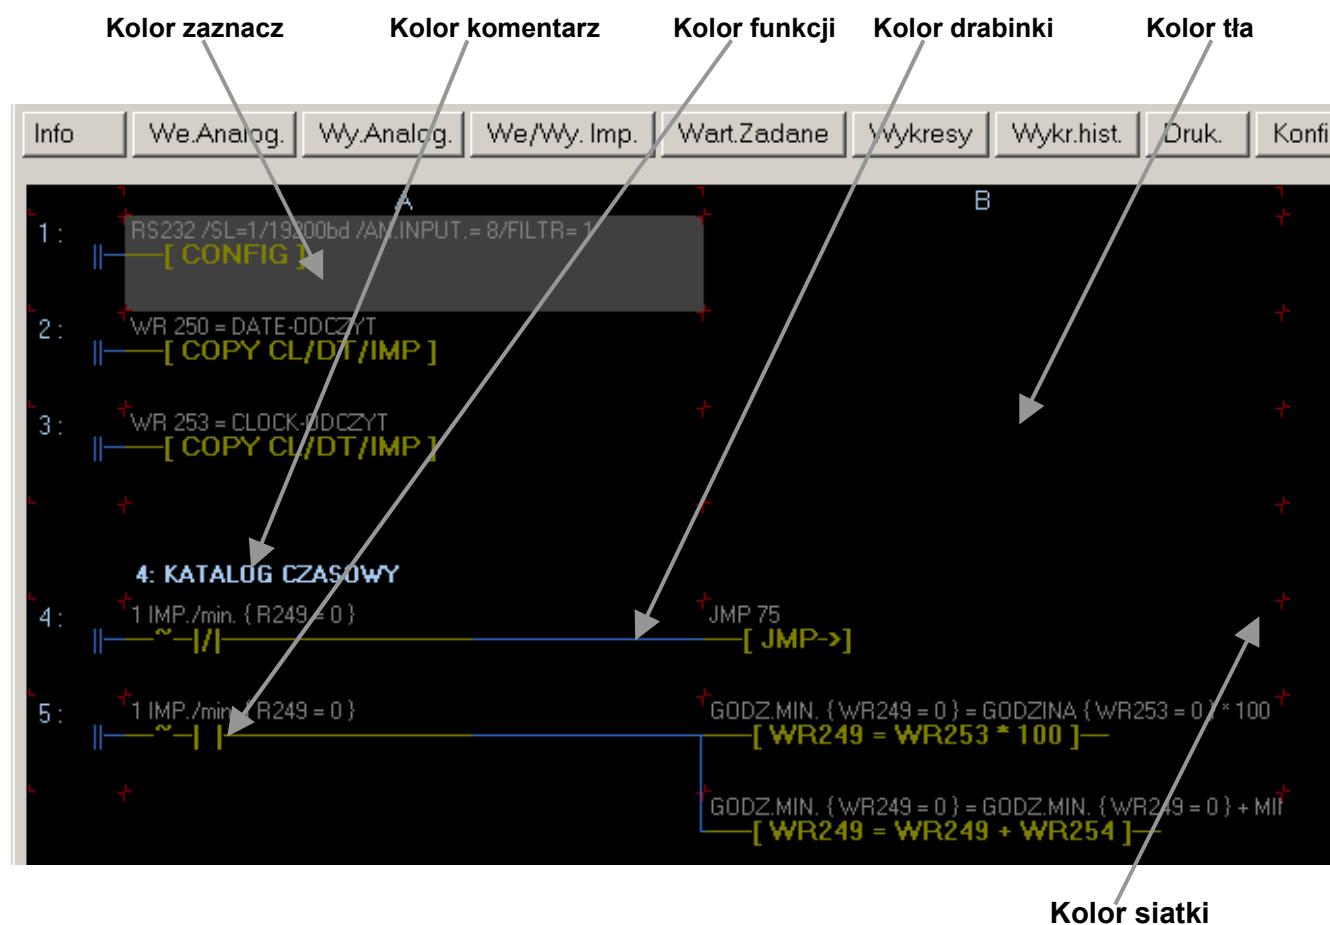 Kolor zaznacz Kolor komentarz Kolor funkcji Kolor drabinki Kolor tła
Info We.Analog. Wy.Analog. We/Wy. Imp. Wart.Zadane Wykresy Wykr.hist. Druk. Konfi
A B
1 : RS232 /SL=1/19200bd /AN.INPUT.= 8/FILTR= 1
[ CONFIG ]
2 : WR 250 = DATE-ODCZYT
[ COPY CL/DT/IMP ]
3 : WR 253 = CLOCK-ODCZYT
[ COPY CL/DT/IMP ]
4: KATALOG CZASOWY
4 : 1 IMP./min. { R249 = 0 } JMP 75
~ |/| [ JMP->]
5 : 1 IMP./min. { R249 = 0 } GODZ.MIN. { WR249 = 0 } = GODZINA { WR253 = 0 } * 100
~ | | [ WR249 = WR253 * 100 ]
GODZ.MIN. { WR249 = 0 } = GODZ.MIN. { WR249 = 0 } +
[ WR249 = WR249 + WR254 ]
Kolor siatki